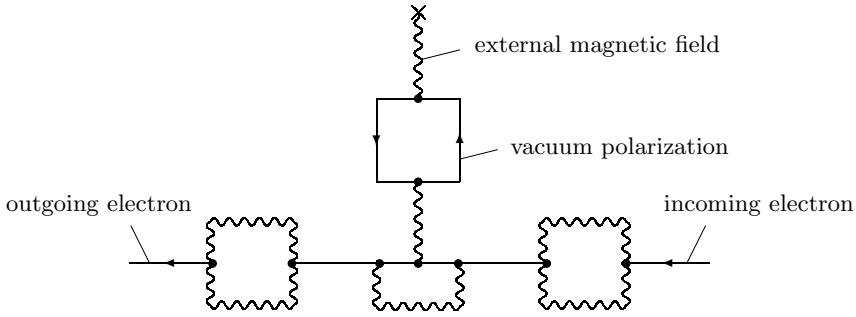 external magnetic field
vacuum polarization
outgoing electron
incoming electron